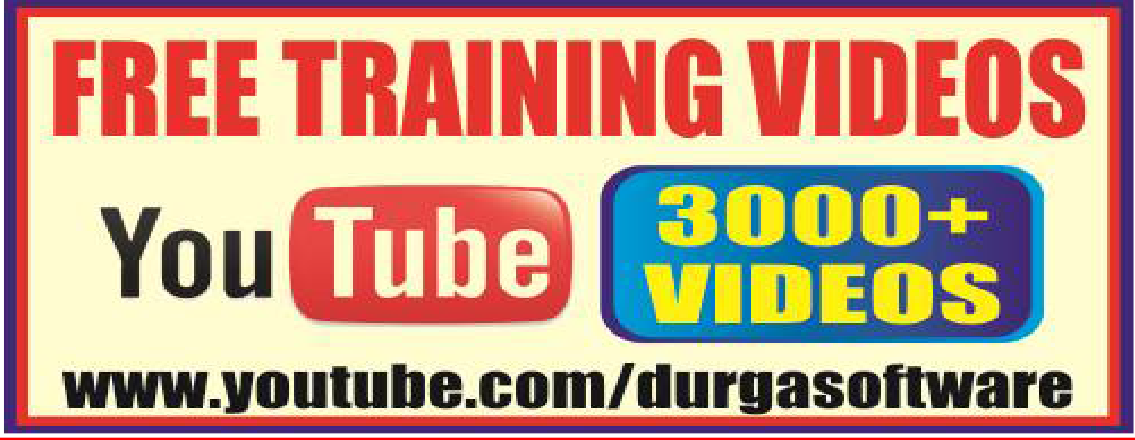 FREE TRAINING VIDEOS
YouTube
3000+
VIDEOS
www.youtube.com/durgasoftware